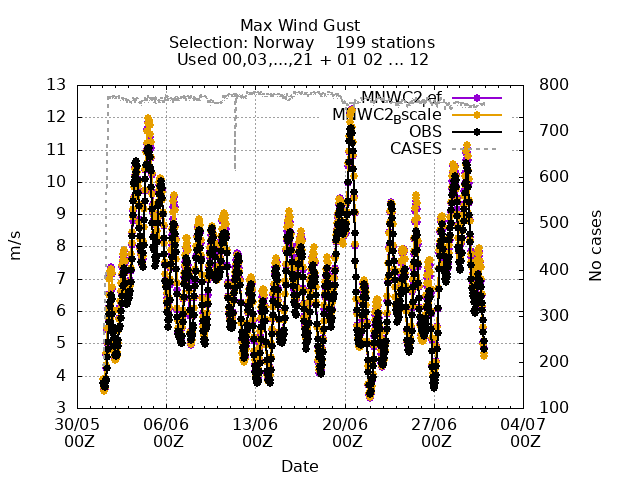 Max Wind Gust
Selection: Norway 199 stations
Used 00,03,...,21 + 01 02 ... 12
13
12
11
10
9
8
7
6
5
4
3
m/s
800
700
600
500
400
300
200
100
No cases
MNWC2
MNWC2Bscale
OBS
CASES
30/05 00Z
06/06 00Z
13/06 00Z
20/06 00Z
27/06 00Z
04/07 00Z
Date